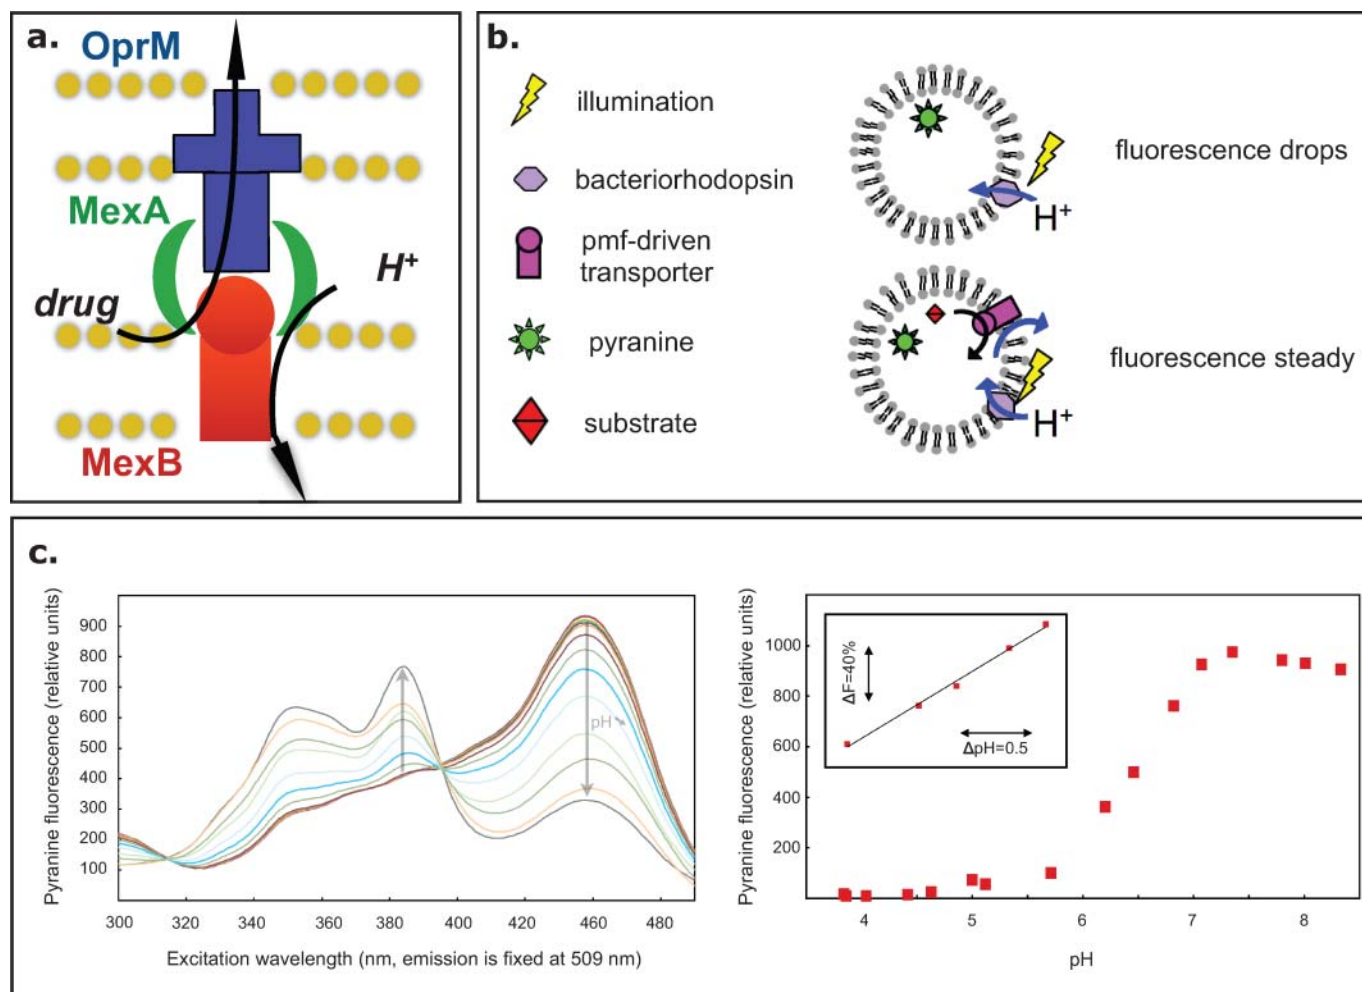 a.
OprM
MexA
H+
drug
MexB
b.
illumination
bacteriorhodopsin
pmf-driven
transporter
pyranine
substrate
H+
fluorescence drops
fluorescence steady
H+
c.
Pyranine fluorescence (relative units)
900
800
700
600
500
400
300
200
100
pH
300 320 340 360 380 400 420 440 460 480
Excitation wavelength (nm, emission is fixed at 509 nm)
Pyranine fluorescence (relative units)
1000
800
600
400
200
ΔF=40%
ΔpH=0.5
4 5 6 7 8
pH